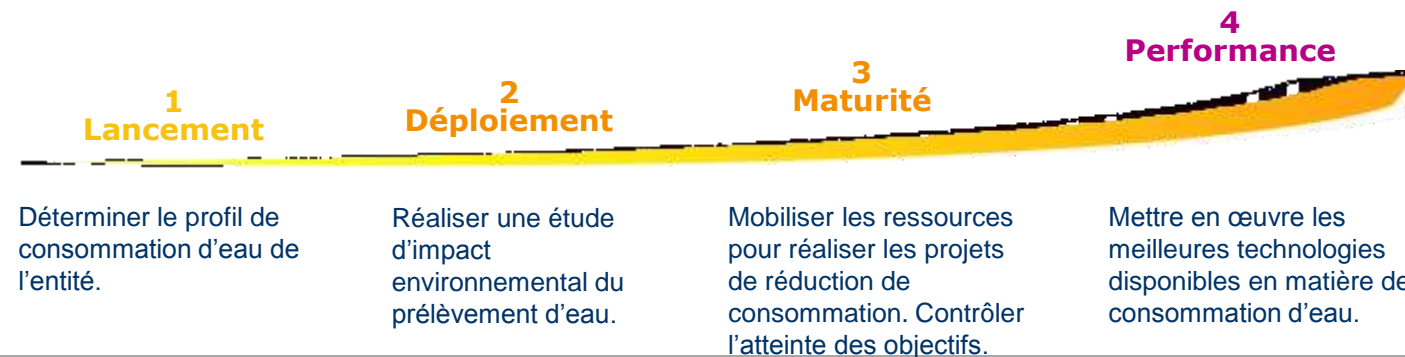 1
Lancement
2
Déploiement
3
Maturité
4
Performance
Déterminer le profil de
consommation d'eau de
l'entité.
Réaliser une étude
d'impact
environnemental du
prélèvement d'eau.
Mobiliser les ressources
pour réaliser les projets
de réduction de
consommation. Contrôler
l'atteinte des objectifs.
Mettre en œuvre les
meilleures technologies
disponibles en matière de
consommation d'eau.